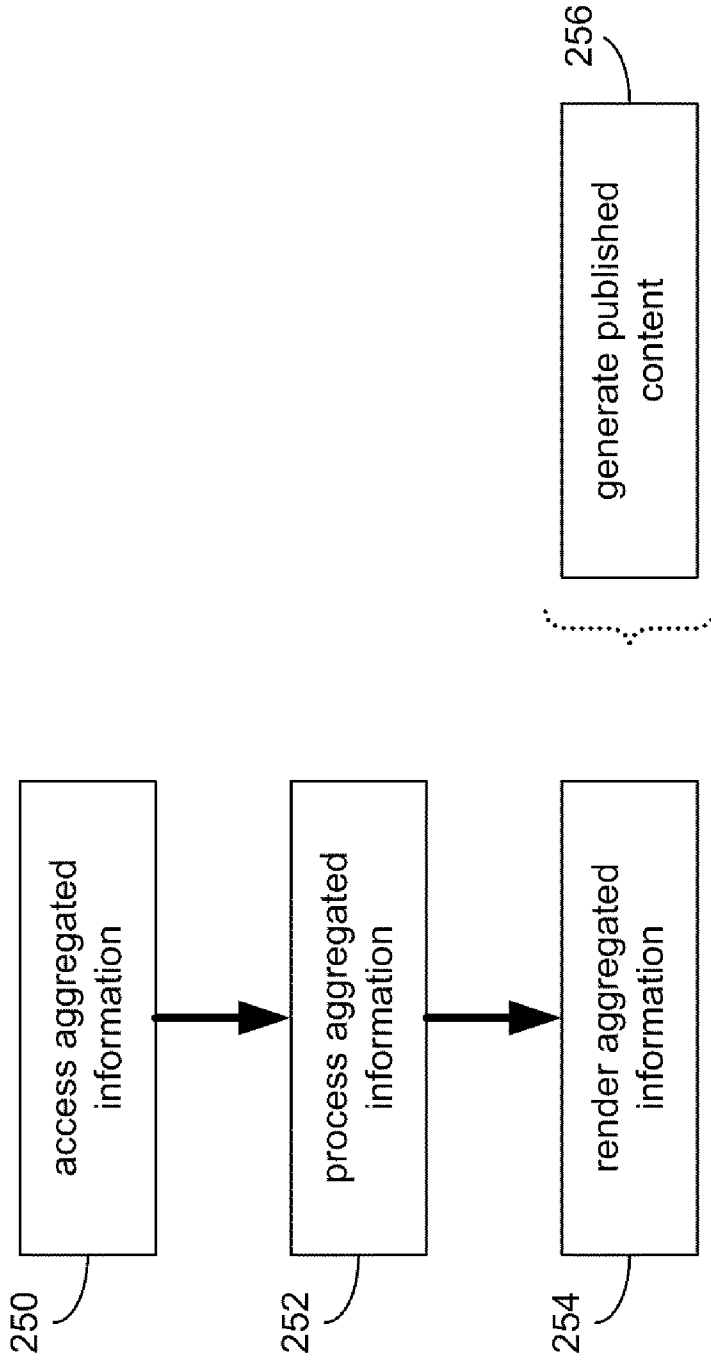 250
access aggregated
information
252
process aggregated
information
254
render aggregated
information
256
generate published
content